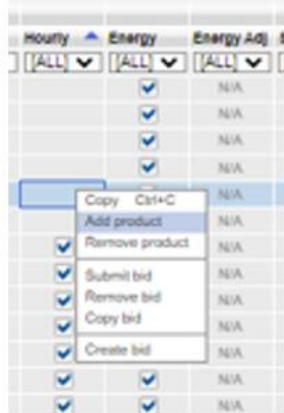 Hourly Energy Energy Adj
[ALL] [ALL] [ALL]
N/A
N/A
N/A
N/A
Copy Ctrl+C N/A
Add product N/A
Remove product N/A
Submit bid N/A
Remove bid N/A
Copy bid N/A
Create bid N/A
N/A
N/A